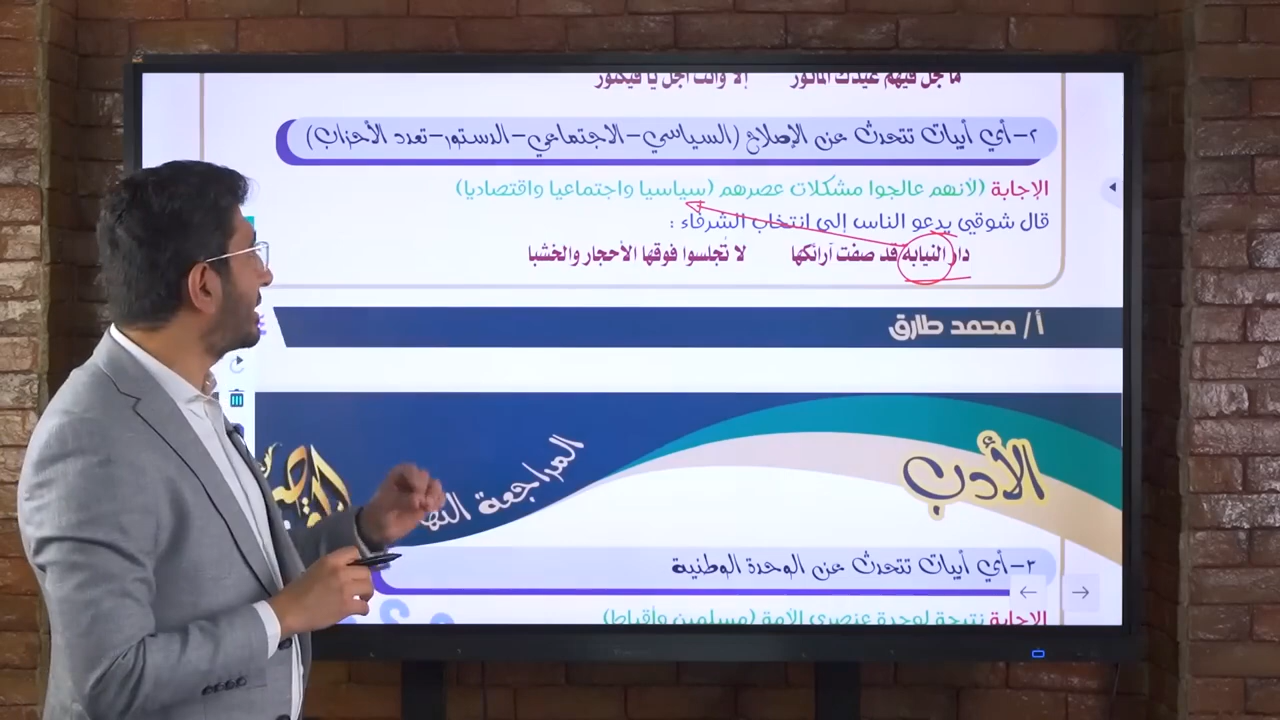 ما جل فيهم عيدك المأثور إلا وأنت أجل يا فيكتور
٢-أي أبيات تتحدث عن الإصلاح (السياسي-الاجتماعي-الدستور-تعدد الأحزاب)
الإجابة (لأنهم عالجوا مشكلات عصرهم (سياسيا واجتماعيا واقتصاديا)
قال شوقي يدعو الناس إلى انتخاب الشرفاء :
دار النيابة قد صفت آرائكها لا تُجلسوا فوقها الأحجار والخشبا
أ/ محمد طارق
الأدب
المراجعة
٣-أي أبيات تتحدث عن الوحدة الوطنية
الإجابة نتيجة لوحدة عنصري الأمة (مسلمين وأقباط)